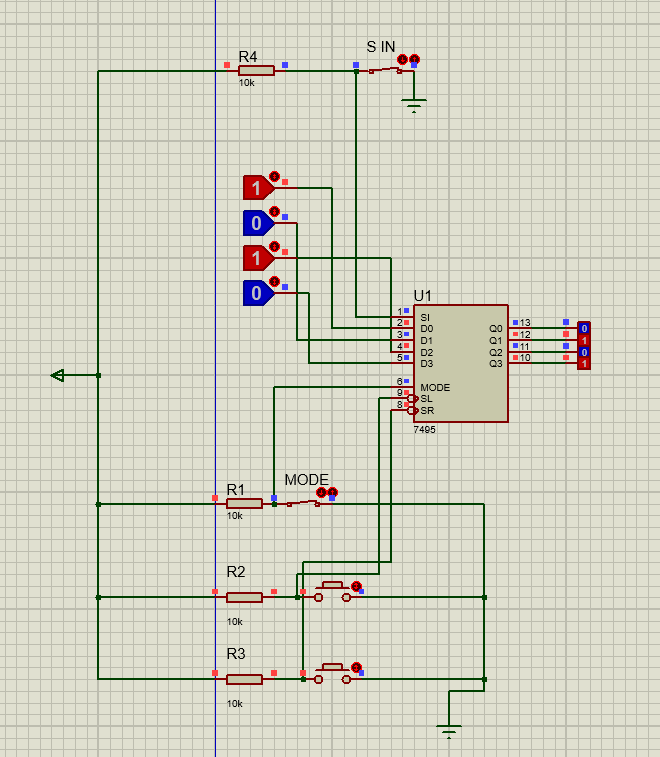 S IN
R4
10k
1
0
1
0
U1
1 SI
2 D0
3 D1
4 D2
5 D3
6 MODE
9 SL
8 SR
Q0 13 0
Q1 12 1
Q2 11 0
Q3 10 1
7495
R1
MODE
10k
R2
10k
R3
10k